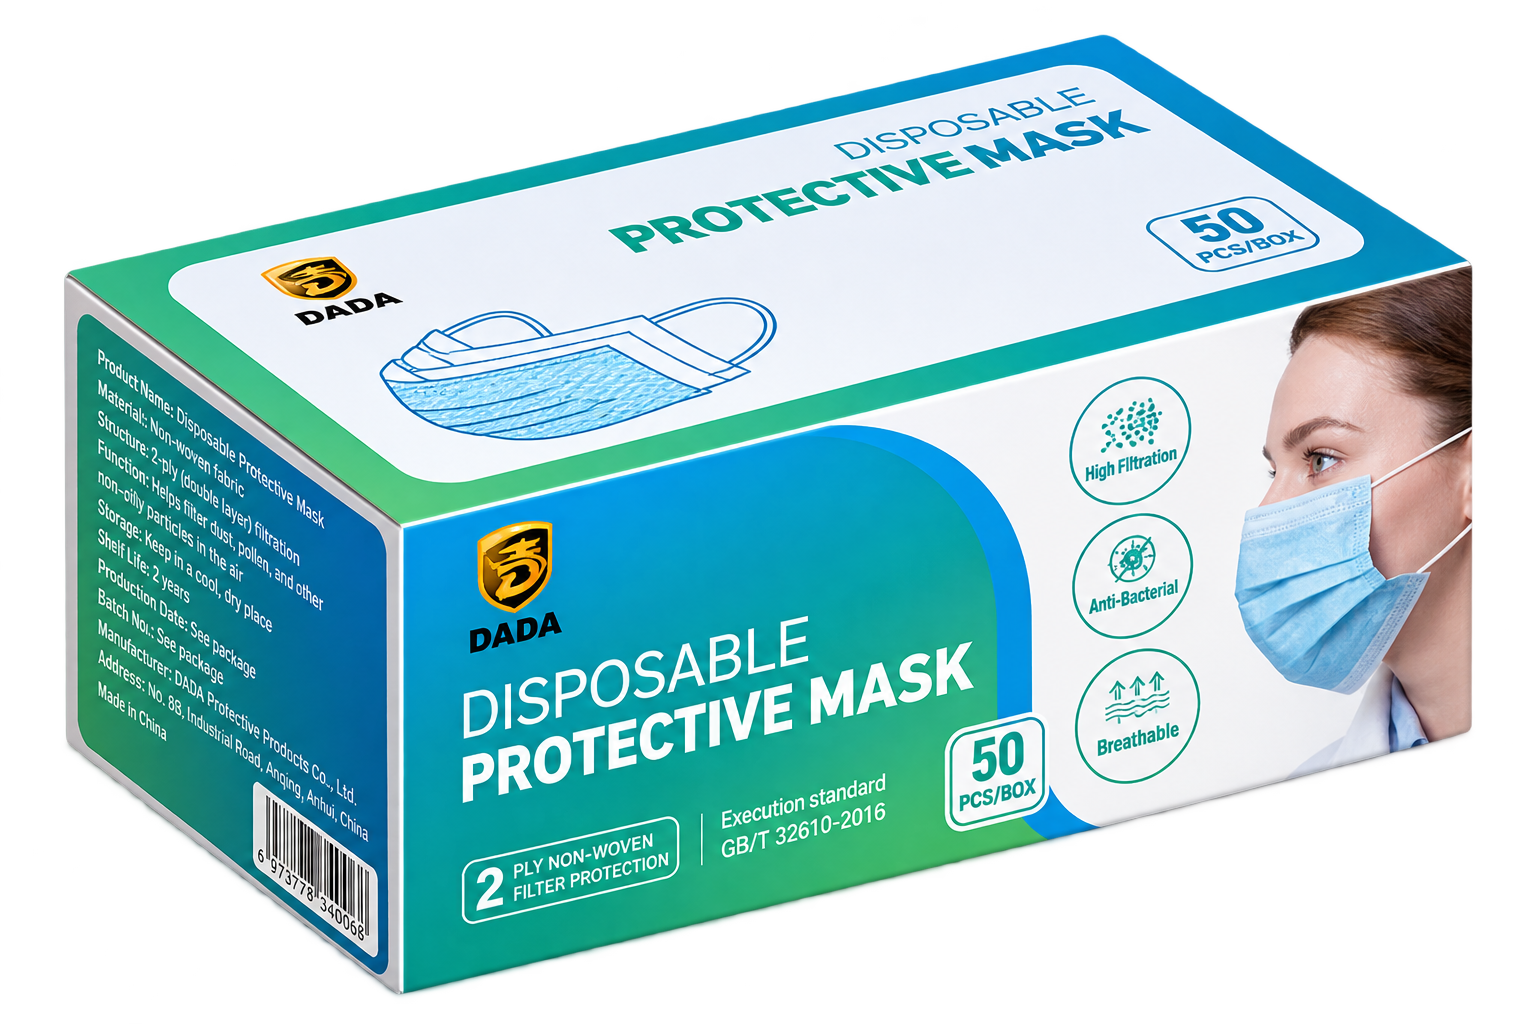 DISPOSABLE
PROTECTIVE MASK
50
PCS/BOX
DADA
Product Name: Disposable Protective Mask
Material:: Non-woven fabric
Structure: 2-ply (double layer) filtration
Function: Helps filter dust, pollen, and other
non-oily particles in the air
Storage: Keep in a cool, dry place
Shelf Life: 2 years
Production Date: See package
Batch No.: See package
Manufacturer: DADA Protective Products Co., Ltd.
Address: No. 88, Industrial Road, Anqing, Anhui, China
Made in China
6 973778 340068
DADA
DISPOSABLE
PROTECTIVE MASK
2 PLY NON-WOVEN
FILTER PROTECTION
Execution standard
GB/T 32610-2016
50
PCS/BOX
High Filtration
Anti-Bacterial
Breathable